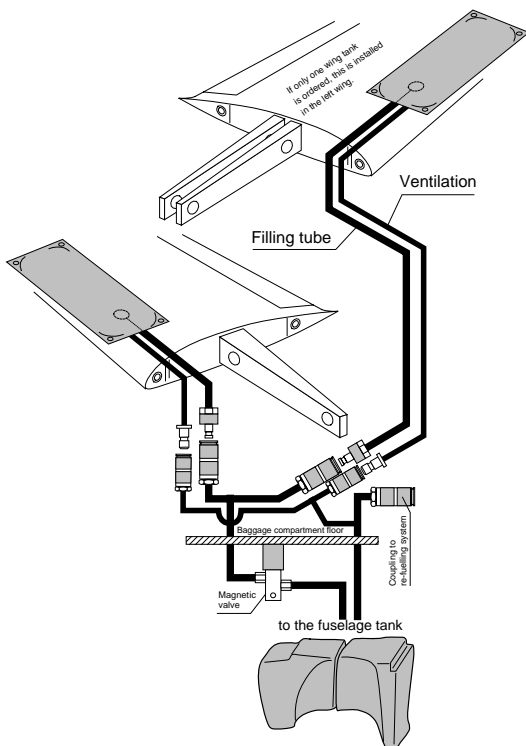 If only one wing tank
is ordered, this is installed
in the left wing.
Ventilation
Filling tube
Baggage compartment floor
Coupling to
re-fuelling system
Magnetic
valve
to the fuselage tank